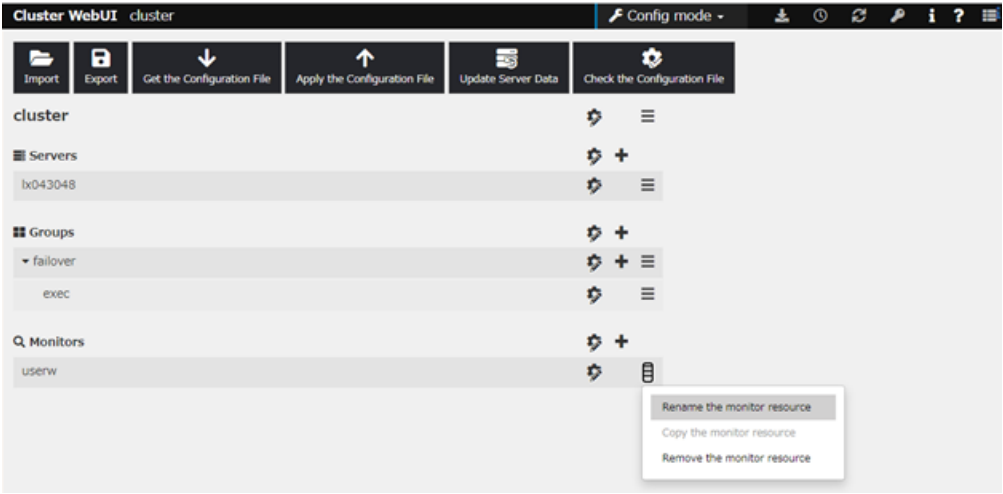 Cluster WebUI cluster Config mode i ?
Import Export Get the Configuration File Apply the Configuration File Update Server Data Check the Configuration File
cluster
Servers
lx043048
Groups
failover
exec
Monitors
userw
Rename the monitor resource
Copy the monitor resource
Remove the monitor resource